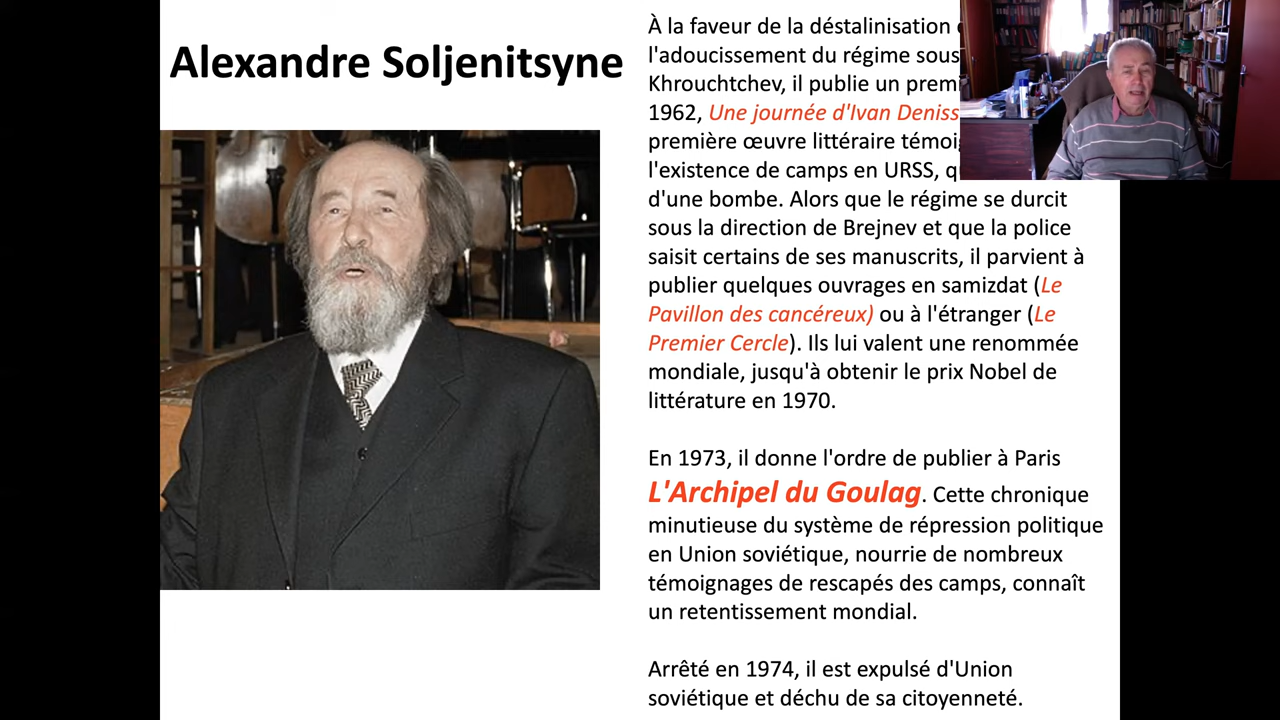 Alexandre Soljenitsyne
À la faveur de la déstalinisation
l'adoucissement du régime sous
Khrouchtchev, il publie un
1962, Une journée d'Ivan
première œuvre littéraire
l'existence de camps en URSS,
d'une bombe. Alors que le régime se durcit
sous la direction de Brejnev et que la police
saisit certains de ses manuscrits, il parvient à
publier quelques ouvrages en samizdat (Le
Pavillon des cancéreux) ou à l'étranger (Le
Premier Cercle). Ils lui valent une renommée
mondiale, jusqu'à obtenir le prix Nobel de
littérature en 1970.
En 1973, il donne l'ordre de publier à Paris
L'Archipel du Goulag. Cette chronique
minutieuse du système de répression politique
en Union soviétique, nourrie de nombreux
témoignages de rescapés des camps, connaît
un retentissement mondial.
Arrêté en 1974, il est expulsé d'Union
soviétique et déchu de sa citoyenneté.